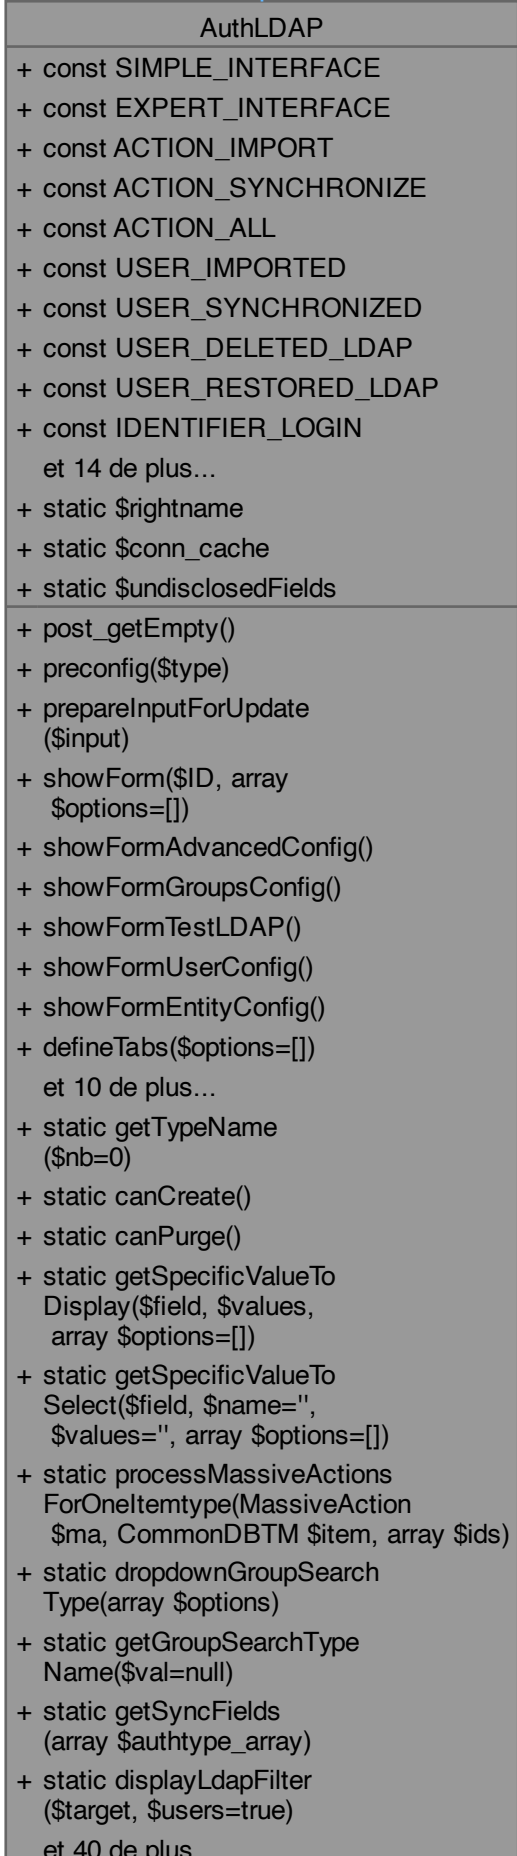 AuthLDAP
+ const SIMPLE_INTERFACE
+ const EXPERT_INTERFACE
+ const ACTION_IMPORT
+ const ACTION_SYNCHRONIZE
+ const ACTION_ALL
+ const USER_IMPORTED
+ const USER_SYNCHRONIZED
+ const USER_DELETED_LDAP
+ const USER_RESTORED_LDAP
+ const IDENTIFIER_LOGIN
et 14 de plus...
+ static $rightname
+ static $conn_cache
+ static $undisclosedFields
+ post_getEmpty()
+ preconfig($type)
+ prepareInputForUpdate
($input)
+ showForm($ID, array
$options=[])
+ showFormAdvancedConfig()
+ showFormGroupsConfig()
+ showFormTestLDAP()
+ showFormUserConfig()
+ showFormEntityConfig()
+ defineTabs($options=[])
et 10 de plus...
+ static getTypeName
($nb=0)
+ static canCreate()
+ static canPurge()
+ static getSpecificValueTo
Display($field, $values,
array $options=[])
+ static getSpecificValueTo
Select($field, $name='',
$values='', array $options=[])
+ static processMassiveActions
ForOneItemtype(MassiveAction
$ma, CommonDBTM $item, array $ids)
+ static dropdownGroupSearch
Type(array $options)
+ static getGroupSearchType
Name($val=null)
+ static getSyncFields
(array $authtype_array)
+ static displayLdapFilter
($target, $users=true)
et 40 de plus...